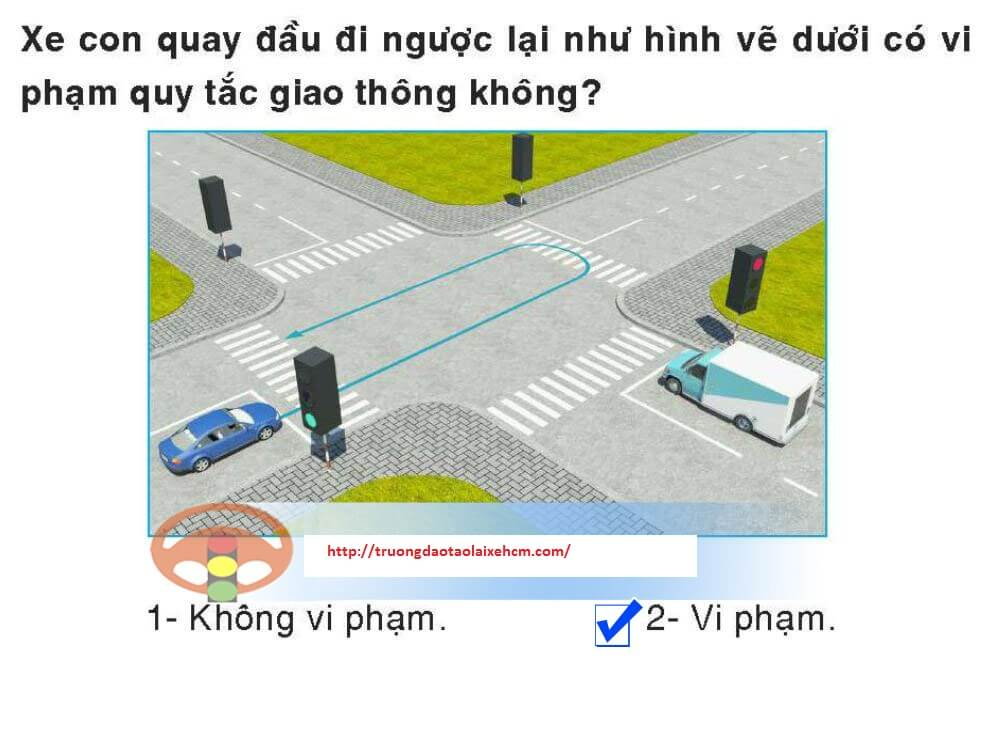 Xe con quay đầu đi ngược lại như hình vẽ dưới có vi
phạm quy tắc giao thông không?
http://truongdaotaolaixehcm.com/
1- Không vi phạm.
2- Vi phạm.